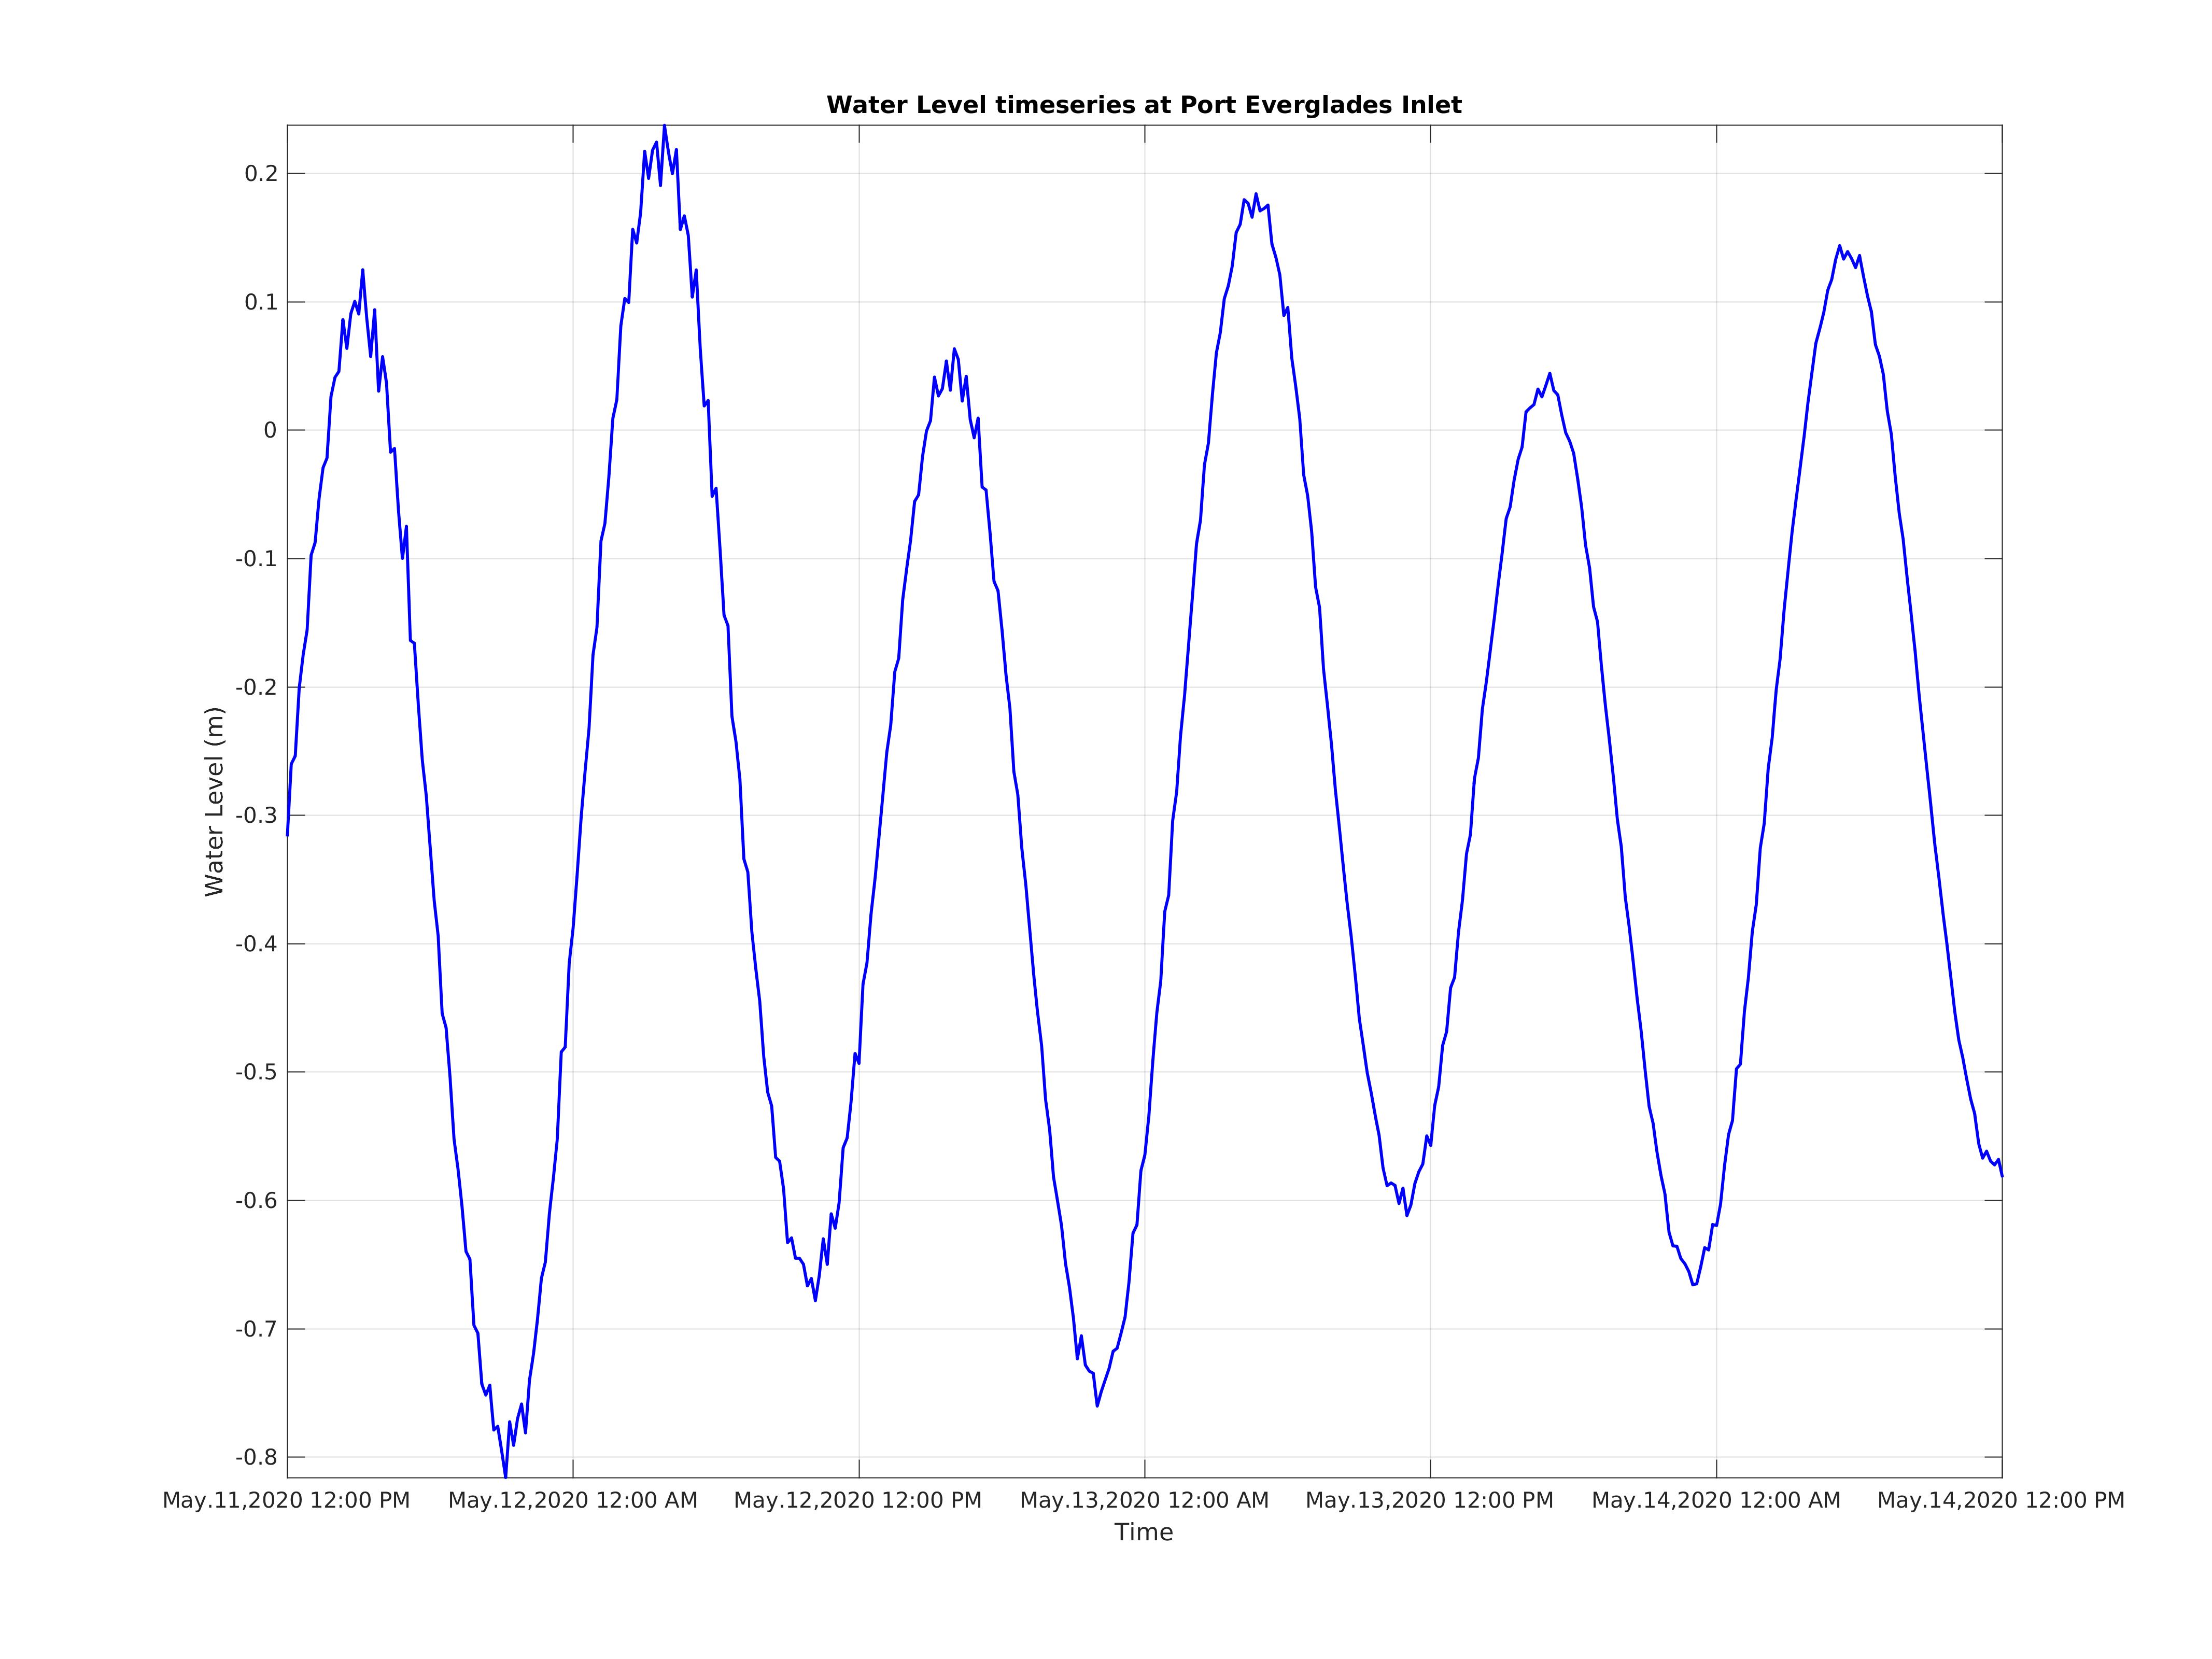 Water Level timeseries at Port Everglades Inlet
0.2
0.1
0
-0.1
-0.2
-0.3
-0.4
-0.5
-0.6
-0.7
-0.8
Water Level (m)
May.11,2020 12:00 PM May.12,2020 12:00 AM May.12,2020 12:00 PM May.13,2020 12:00 AM May.13,2020 12:00 PM May.14,2020 12:00 AM May.14,2020 12:00 PM
Time